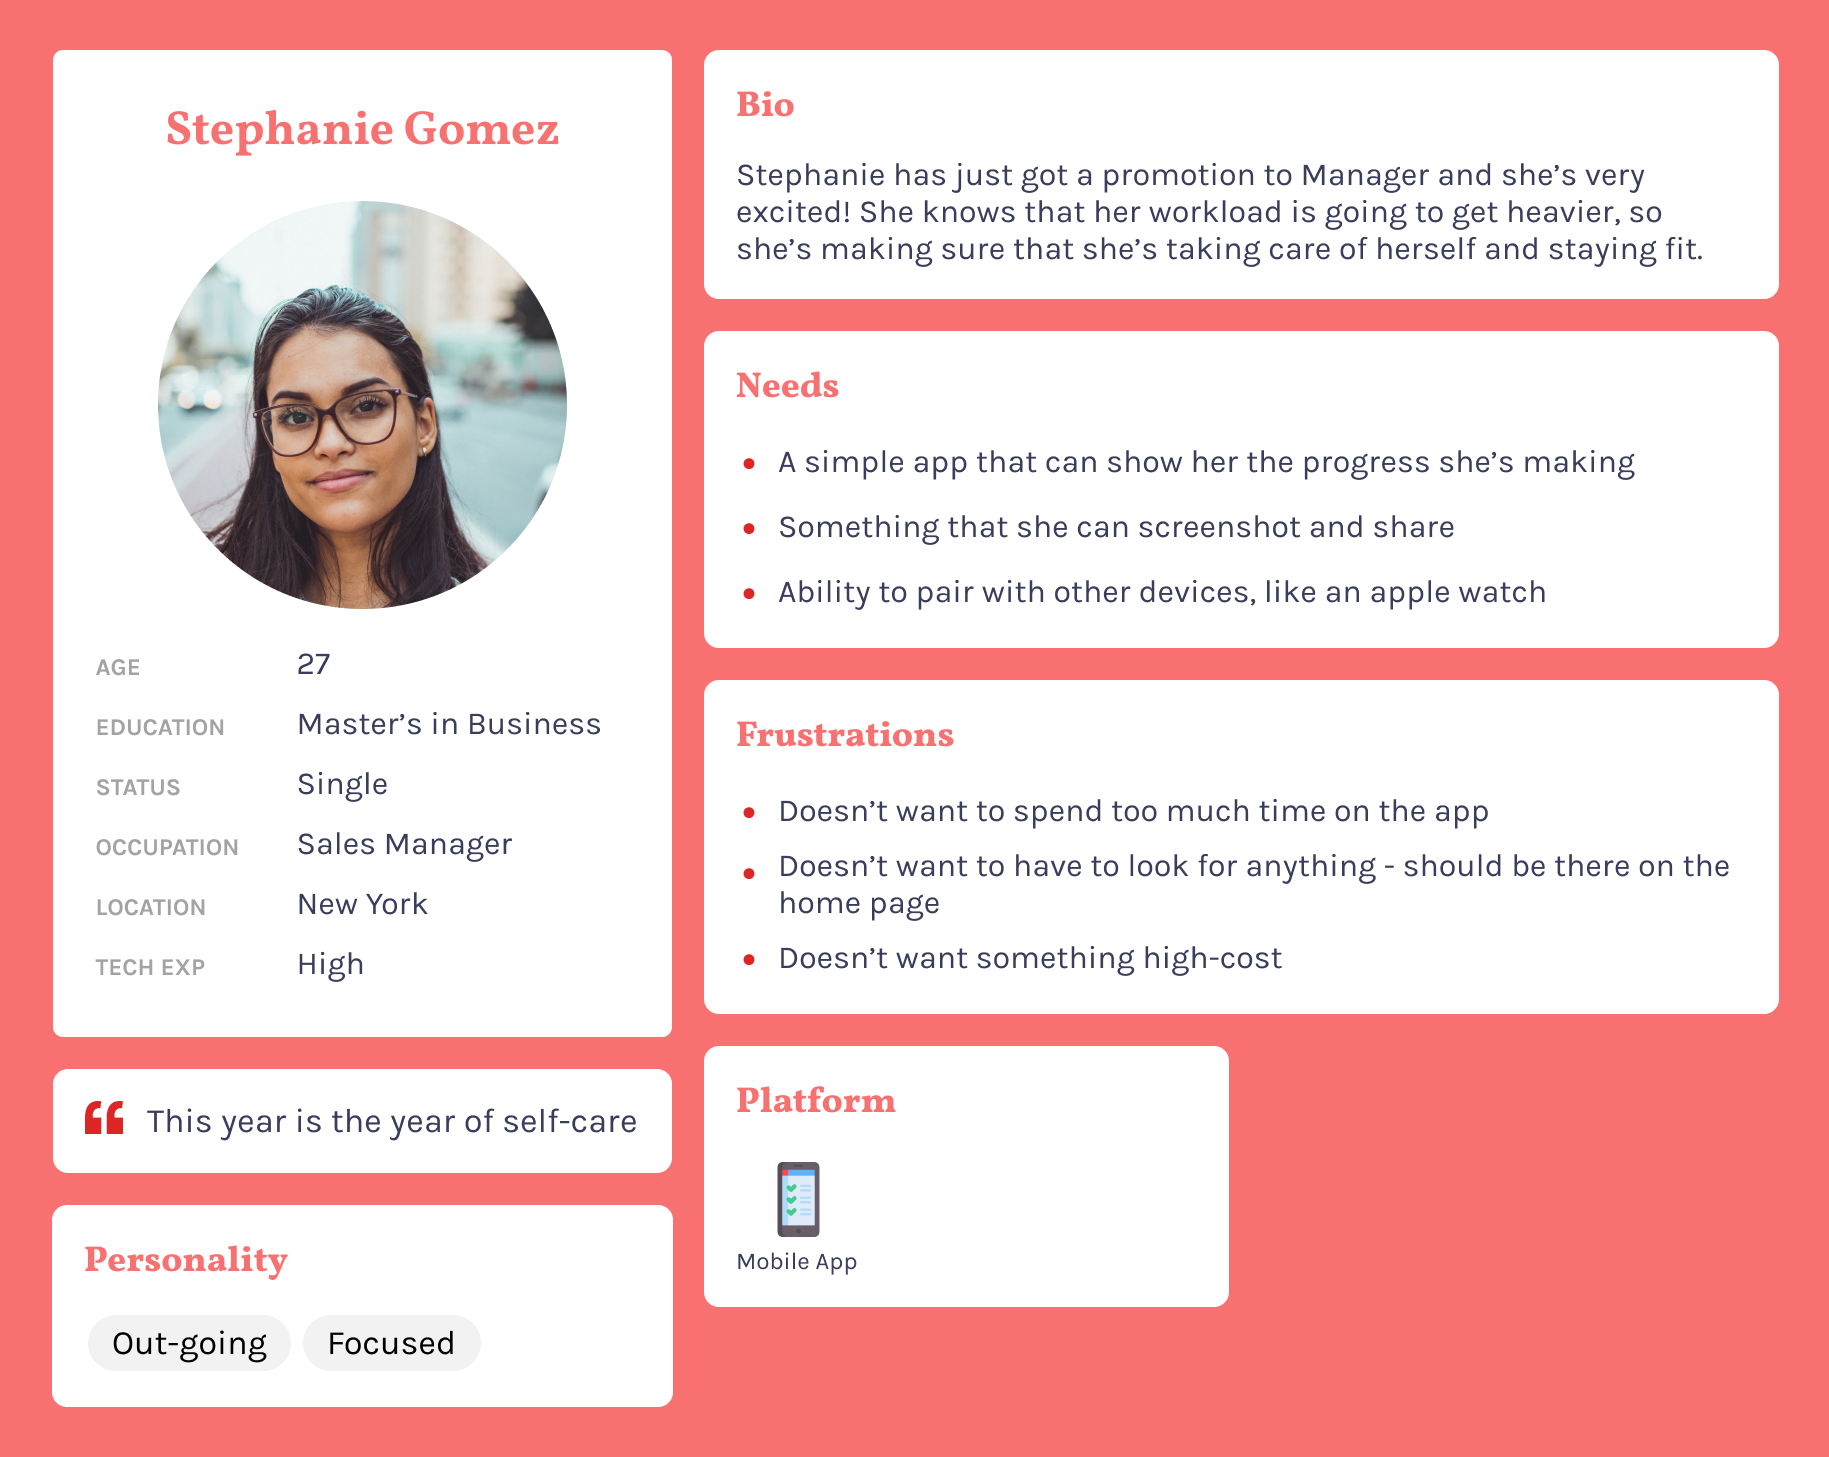 Stephanie Gomez
AGE 27
EDUCATION Master’s in Business
STATUS Single
OCCUPATION Sales Manager
LOCATION New York
TECH EXP High
“ This year is the year of self-care
Personality
Out-going Focused
Bio
Stephanie has just got a promotion to Manager and she’s very
excited! She knows that her workload is going to get heavier, so
she’s making sure that she’s taking care of herself and staying fit.
Needs
• A simple app that can show her the progress she’s making
• Something that she can screenshot and share
• Ability to pair with other devices, like an apple watch
Frustrations
• Doesn’t want to spend too much time on the app
• Doesn’t want to have to look for anything - should be there on the
home page
• Doesn’t want something high-cost
Platform
Mobile App